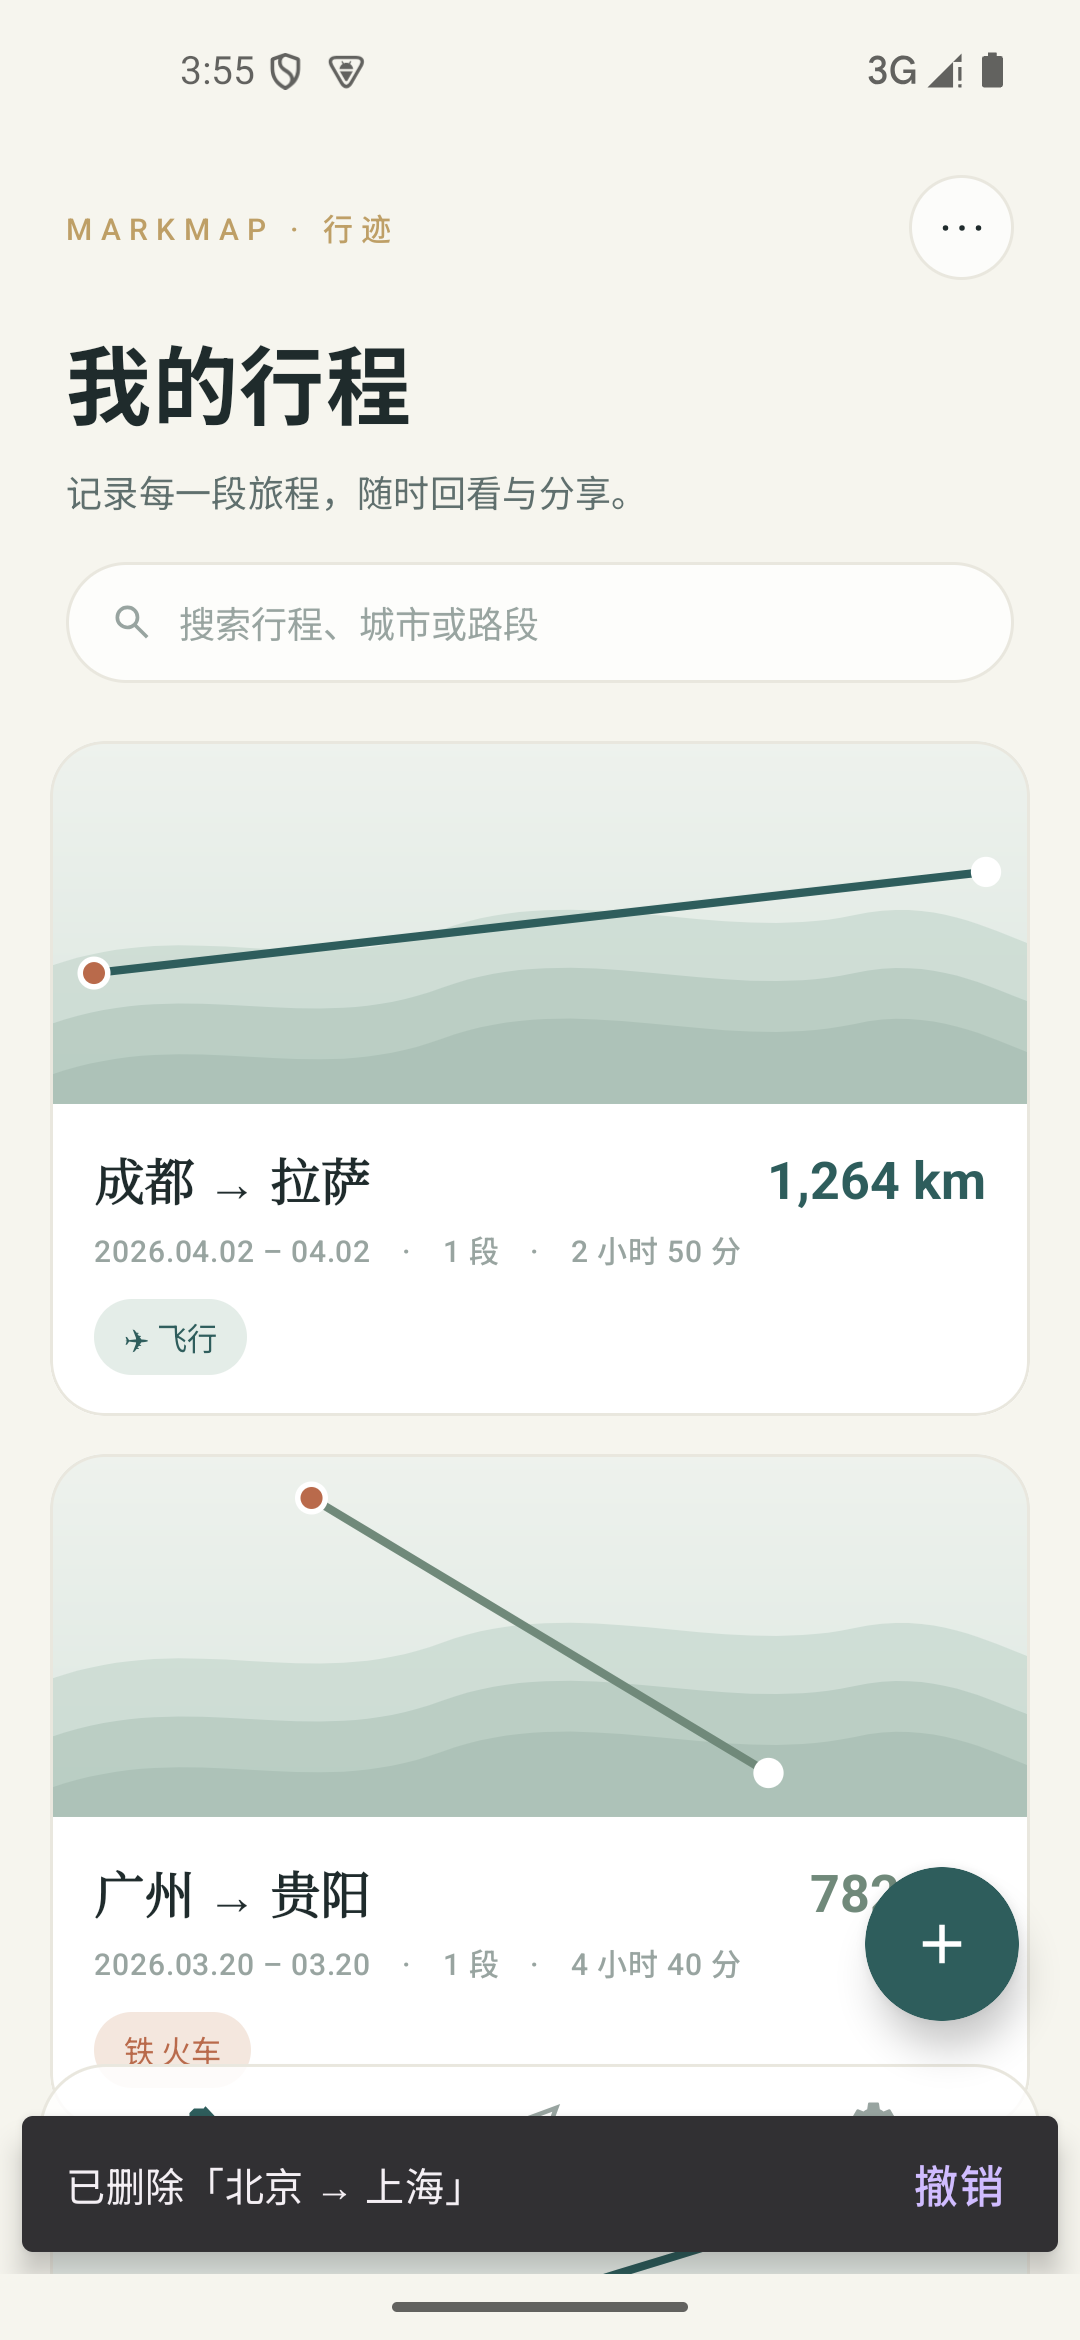 3:55 3G
MARKMAP · 行迹
···
我的行程
记录每一段旅程，随时回看与分享。
搜索行程、城市或路段
成都 → 拉萨 1,264 km
2026.04.02 – 04.02 · 1 段 · 2 小时 50 分
✈ 飞行
广州 → 贵阳
2026.03.20 – 03.20 · 1 段 · 4 小时 40 分
铁 火车
已删除「北京 → 上海」 撤销